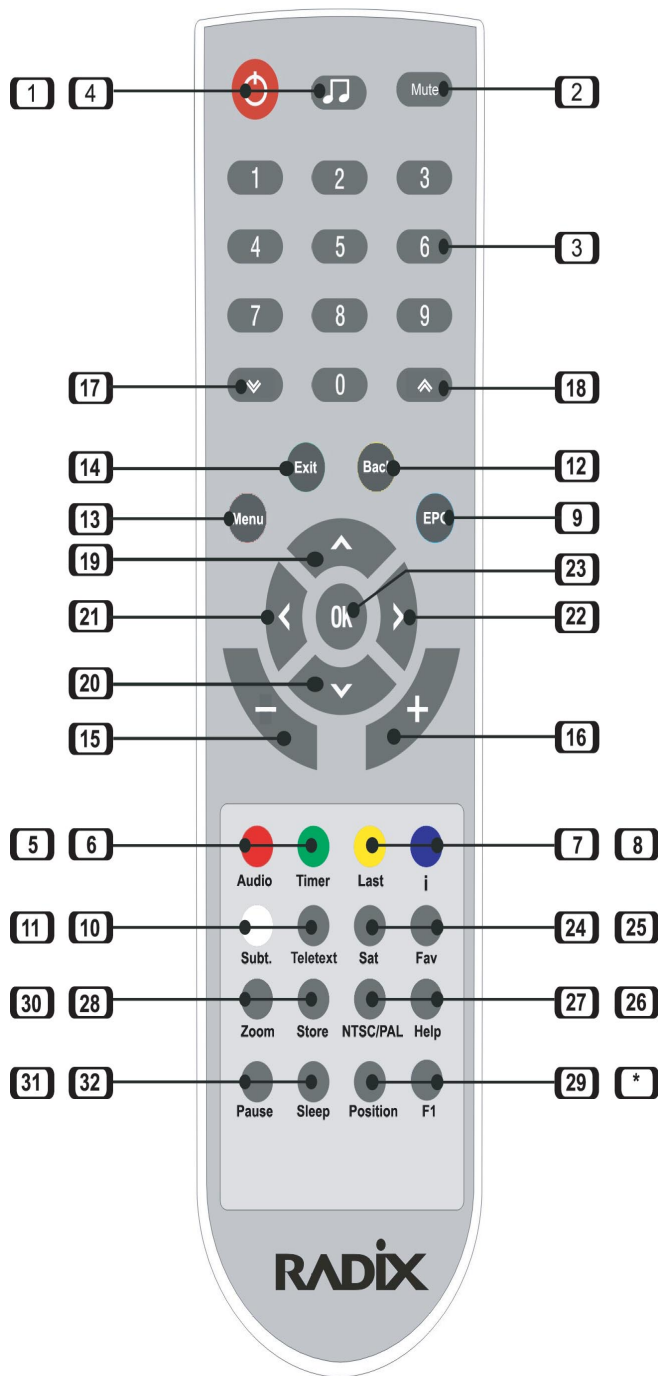 1 4 Mute 2
1 2 3
4 5 6 3
7 8 9
17 0 18
14 Exit Back 12
13 Menu EPG 9
19
23
21 OK 22
20
15 - + 16
5 6 7 8
Audio Timer Last i
11 10 24 25
Subt. Teletext Sat Fav
30 28 27 26
Zoom Store NTSC/PAL Help
31 32 29 *
Pause Sleep Position F1
RADIX